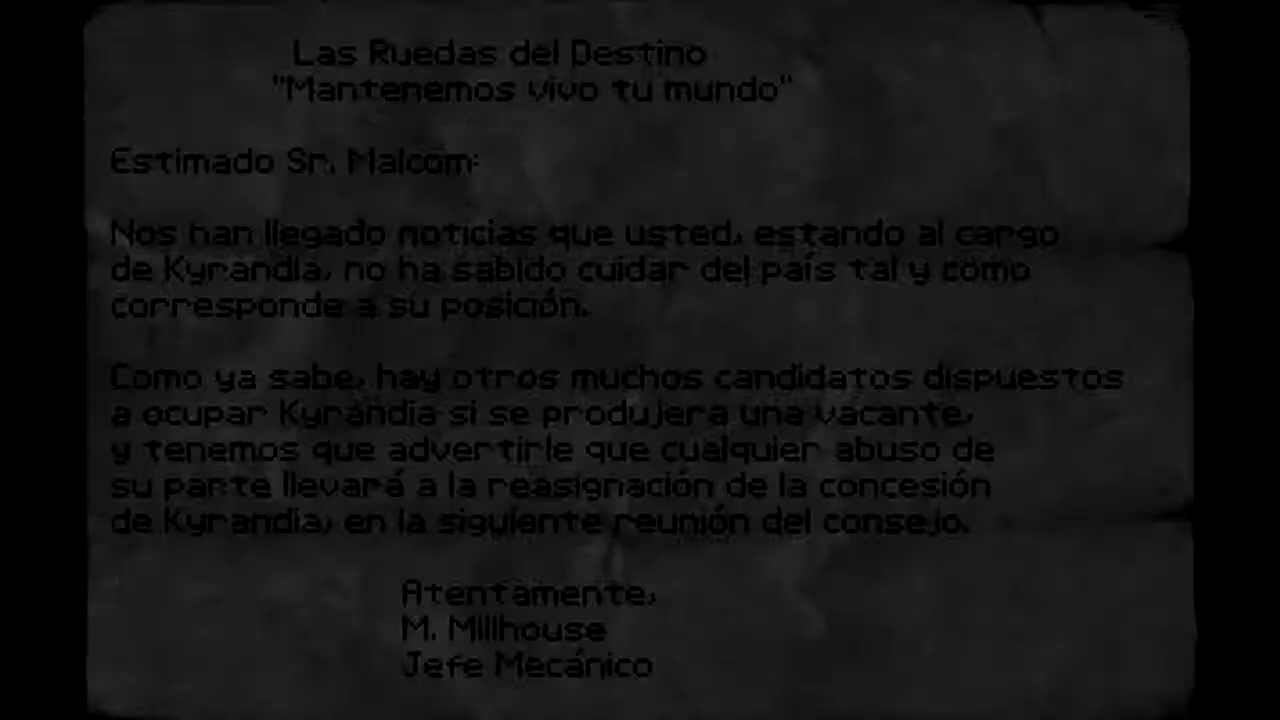 Las Ruedas del Destino
"Mantenemos vivo tu mundo"
Estimado Sr. Malcom:
Nos han llegado noticias que usted, estando al cargo
de Kyrandia, no ha sabido cuidar del país tal y como
corresponde a su posición.
Como ya sabe, hay otros muchos candidatos dispuestos
a ocupar Kyrandia si se produjera una vacante,
y tenemos que advertirle que cualquier abuso de
su parte llevará a la reasignación de la concesión
de Kyrandia, en la siguiente reunión del consejo.
Atentamente,
M. Millhouse
Jefe Mecánico